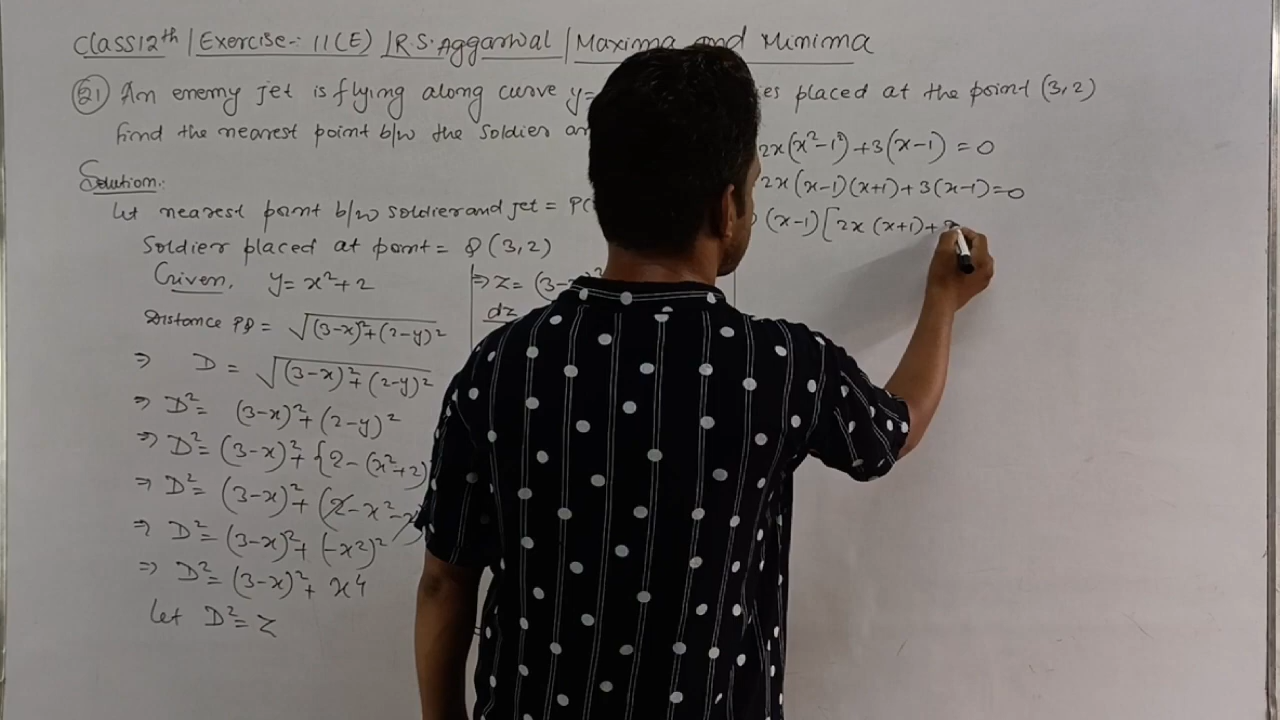 Class 12th | Exercise-: 11(E) | R.S. Aggarwal | Maxima and Minima
Q1 An enemy jet is flying along curve y= placed at the point (3,2)
find the nearest point b/w the soldier
Solution:
Let nearest point b/w soldier and jet = P(
Soldier placed at point = Q(3,2)
Given, y=x²+2
Distance PQ = √(3-x)²+(2-y)²
⇒ D = √(3-x)²+(2-y)²
⇒ D²= (3-x)²+(2-y)²
⇒ D²= (3-x)²+{2-(x²+2)
⇒ D²= (3-x)²+(2-x²-2)
⇒ D²= (3-x)²+(-x²)²
⇒ D²= (3-x)²+ x⁴
Let D²= Z
⇒ Z= (3-x)²
dz
2x(x²-1²)+3(x-1)=0
2x(x-1)(x+1)+3(x-1)=0
(x-1)[2x(x+1)+